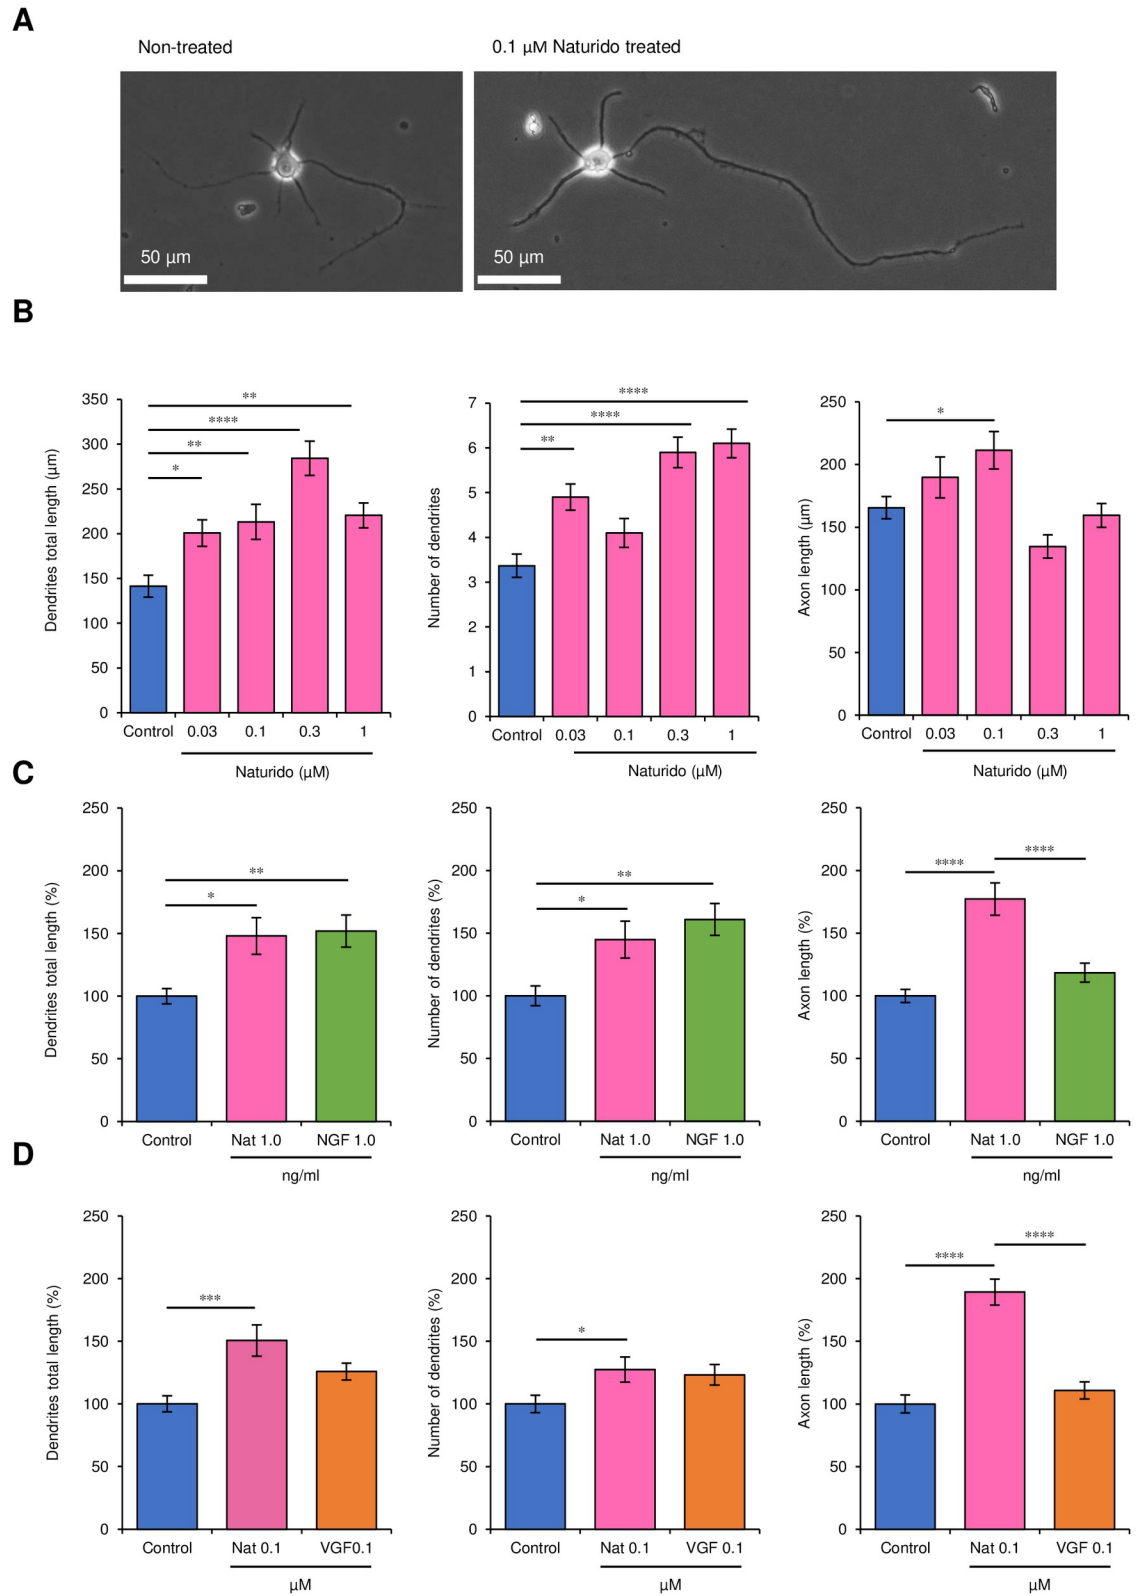 A
Non-treated
0.1 µM Naturido treated
50 µm
50 µm
B
Dendrites total length (µm)
350
300
250
200
150
100
50
0
**
****
**
*
Control 0.03 0.1 0.3 1
Naturido (µM)
Number of dendrites
7
6
5
4
3
2
1
0
****
****
**
Control 0.03 0.1 0.3 1
Naturido (µM)
Axon length (µm)
250
200
150
100
50
0
*
Control 0.03 0.1 0.3 1
Naturido (µM)
C
Dendrites total length (%)
250
200
150
100
50
0
**
*
Control Nat 1.0 NGF 1.0
ng/ml
Number of dendrites (%)
250
200
150
100
50
0
**
*
Control Nat 1.0 NGF 1.0
ng/ml
Axon length (%)
250
200
150
100
50
0
****
****
Control Nat 1.0 NGF 1.0
ng/ml
D
Dendrites total length (%)
250
200
150
100
50
0
***
Control Nat 0.1 VGF0.1
µM
Number of dendrites (%)
250
200
150
100
50
0
*
Control Nat 0.1 VGF 0.1
µM
Axon length (%)
250
200
150
100
50
0
****
****
Control Nat 0.1 VGF 0.1
µM